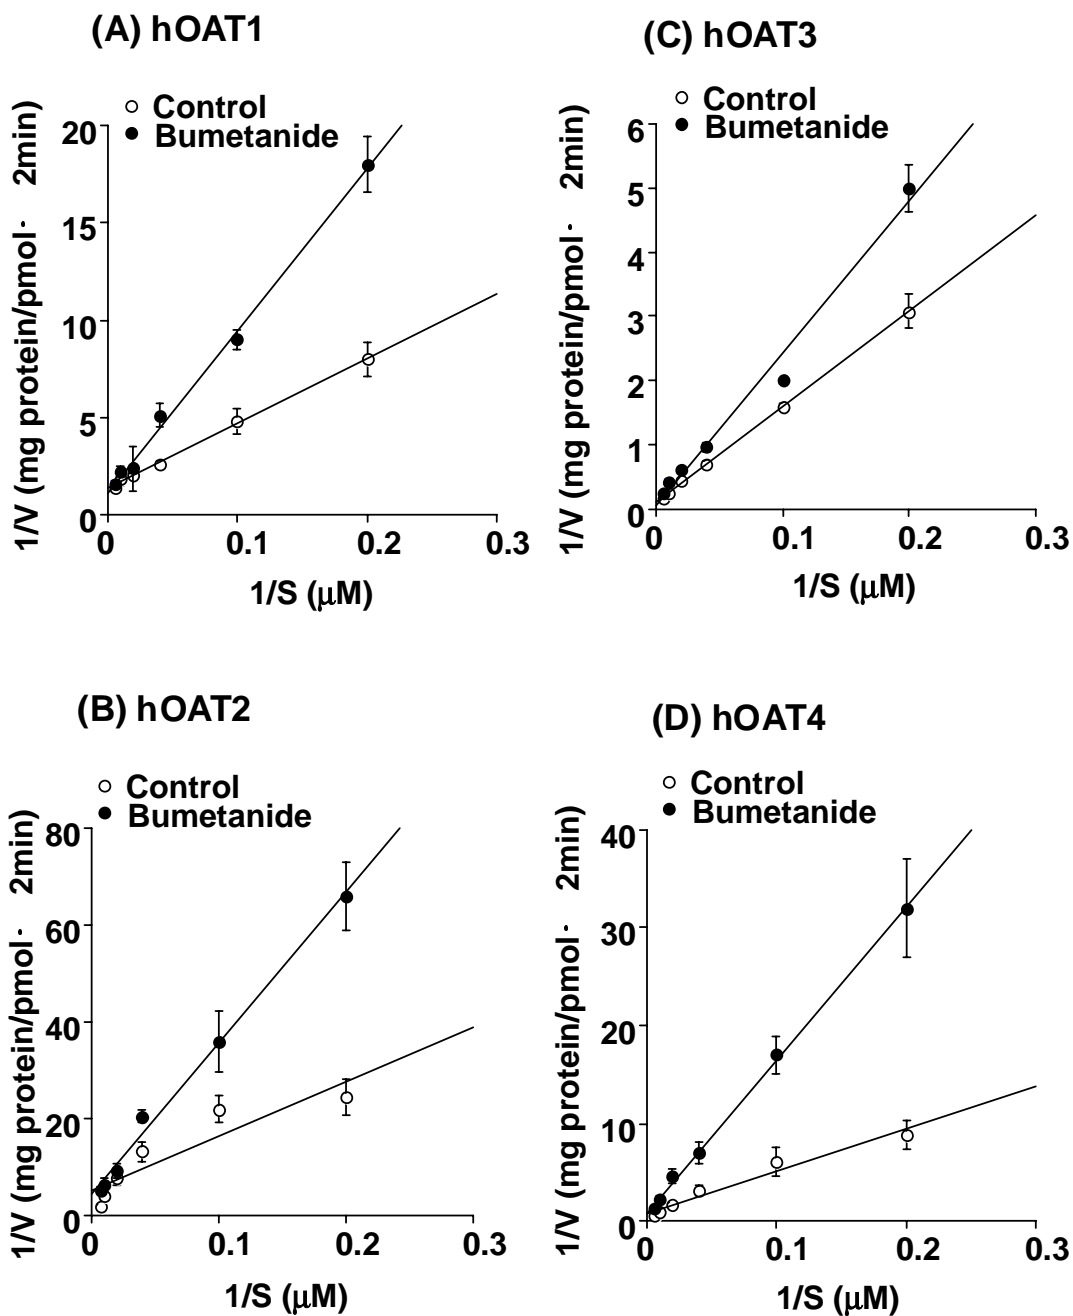 (A) hOAT1
Control
Bumetanide
1/V (mg protein/pmol· 2min)
20
15
10
5
0
0 0.1 0.2 0.3
1/S (μM)
(C) hOAT3
Control
Bumetanide
1/V (mg protein/pmol· 2min)
6
5
4
3
2
1
0
0 0.1 0.2 0.3
1/S (μM)
(B) hOAT2
Control
Bumetanide
1/V (mg protein/pmol· 2min)
80
60
40
20
0
0 0.1 0.2 0.3
1/S (μM)
(D) hOAT4
Control
Bumetanide
1/V (mg protein/pmol· 2min)
40
30
20
10
0
0 0.1 0.2 0.3
1/S (μM)